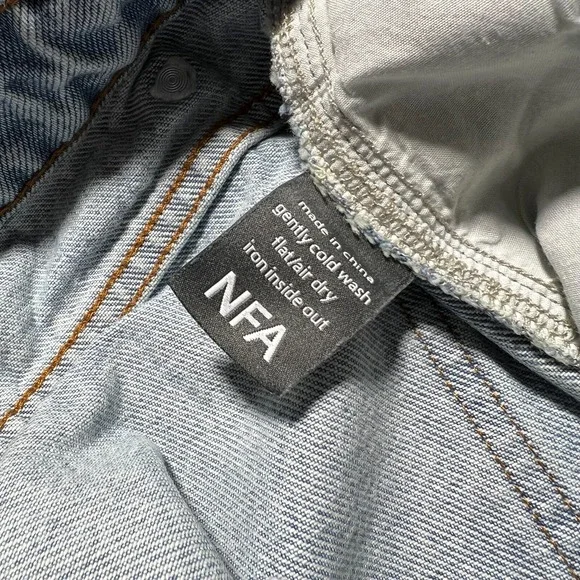 made in china
gently cold wash
flat/air dry
iron inside out
NFA